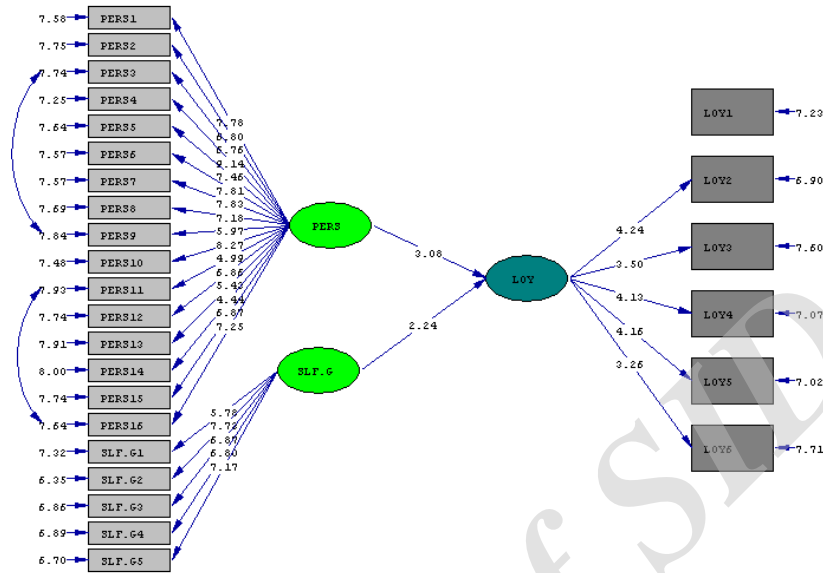 7.58 PERS1
7.75 PERS2
7.74 PERS3
7.25 PERS4
7.64 PERS5
7.57 PERS6
7.57 PERS7
7.69 PERS8
7.84 PERS9
7.48 PERS10
7.93 PERS11
7.74 PERS12
7.91 PERS13
8.00 PERS14
7.74 PERS15
7.64 PERS16
7.32 SLF.G1
6.35 SLF.G2
6.86 SLF.G3
6.89 SLF.G4
6.70 SLF.G5
7.78
6.80
6.76
9.14
7.46
7.81
7.83
7.18
5.97
8.27
4.99
6.86
5.43
4.44
6.87
7.25
5.78
7.73
6.87
6.80
7.17
PERS
SLF.G
3.08
2.24
LOY
4.24
3.50
4.13
4.16
3.26
LOY1 7.23
LOY2 6.90
LOY3 7.60
LOY4 7.07
LOY5 7.02
LOY6 7.71
f SID